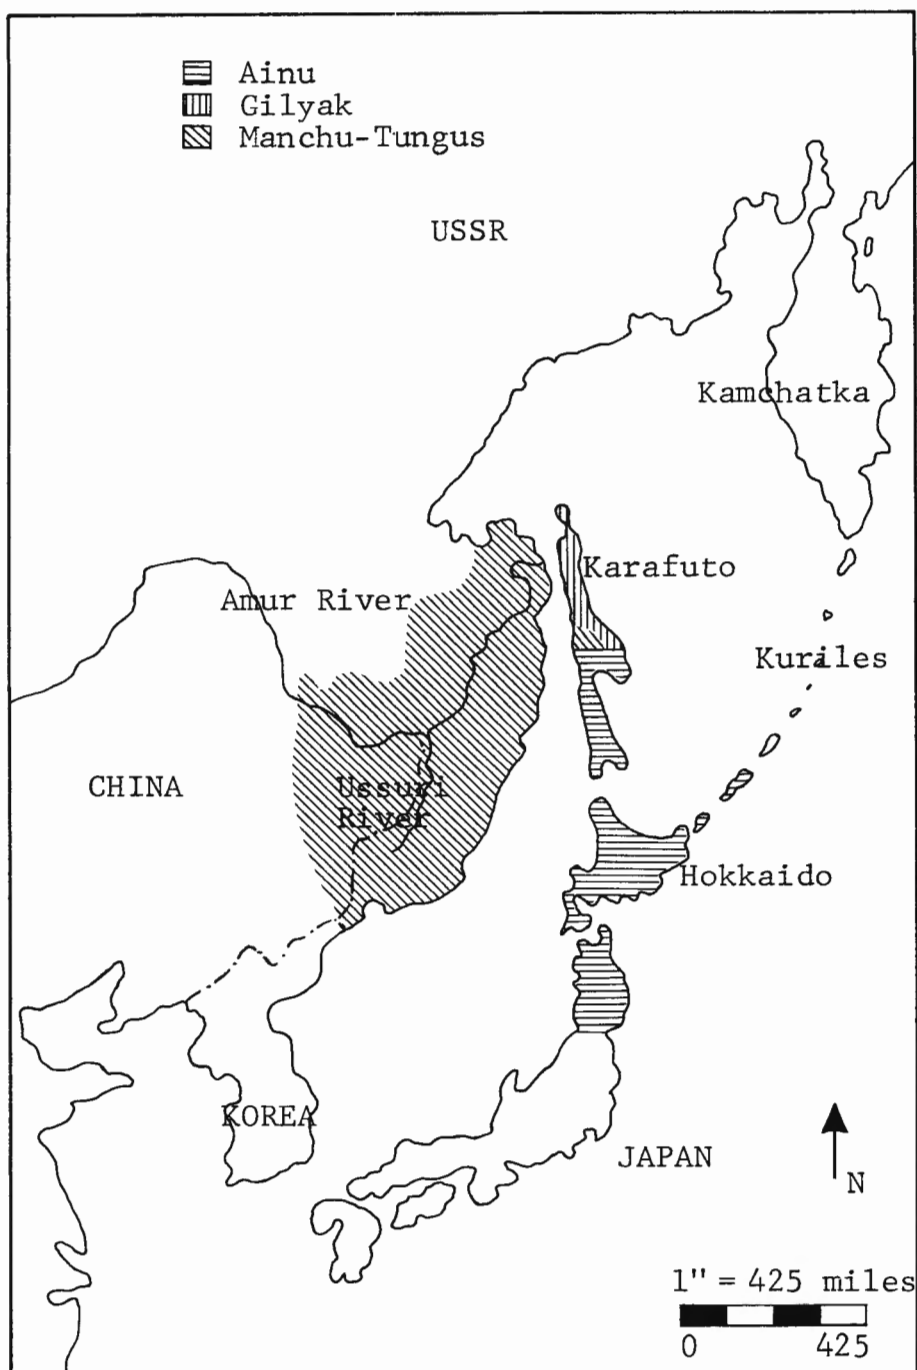 Ainu
Gilyak
Manchu-Tungus
USSR
Kamchatka
Karafuto
Amur River
Kuriles
CHINA
Ussuri
River
Hokkaido
KOREA
JAPAN
N
1" = 425 miles
0 425